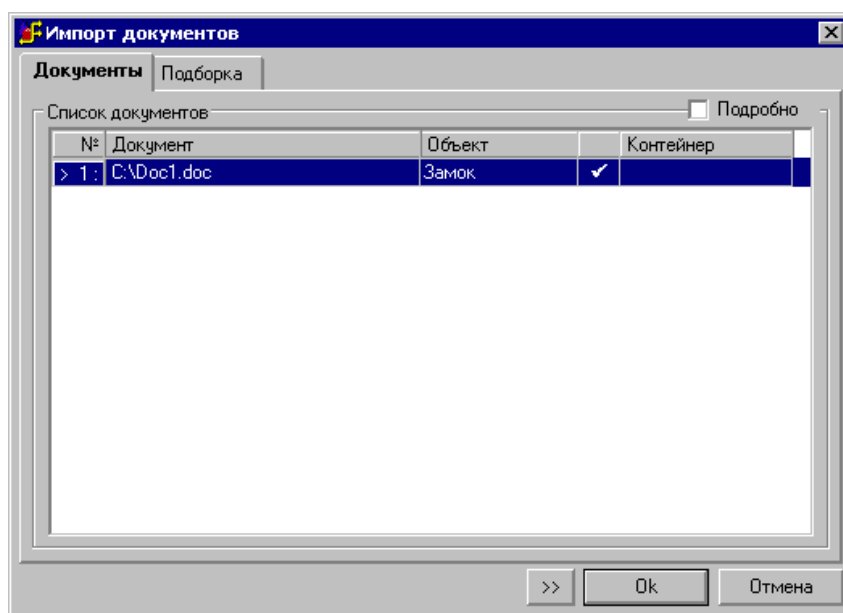 Импорт документов
Документы Подборка
Список документов Подробно
№ Документ Объект Контейнер
> 1 : C:\Doc1.doc Замок ✔
>> Ok Отмена